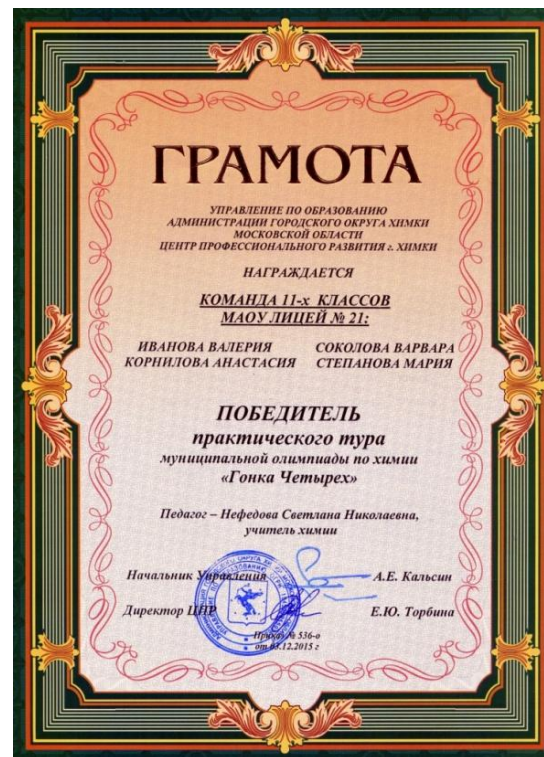 ГРАМОТА
УПРАВЛЕНИЕ ПО ОБРАЗОВАНИЮ
АДМИНИСТРАЦИИ ГОРОДСКОГО ОКРУГА ХИМКИ
МОСКОВСКОЙ ОБЛАСТИ
ЦЕНТР ПРОФЕССИОНАЛЬНОГО РАЗВИТИЯ г. ХИМКИ
НАГРАЖДАЕТСЯ
КОМАНДА 11-х КЛАССОВ
МАОУ ЛИЦЕЙ № 21:
ИВАНОВА ВАЛЕРИЯ СОКОЛОВА ВАРВАРА
КОРНИЛОВА АНАСТАСИЯ СТЕПАНОВА МАРИЯ
ПОБЕДИТЕЛЬ
практического тура
муниципальной олимпиады по химии
«Гонка Четырех»
Педагог – Нефедова Светлана Николаевна,
учитель химии
Начальник Управления А.Е. Кальсин
Директор ЦПР Е.Ю. Торбина
Приказ № 536-о
от 03.12.2015 г